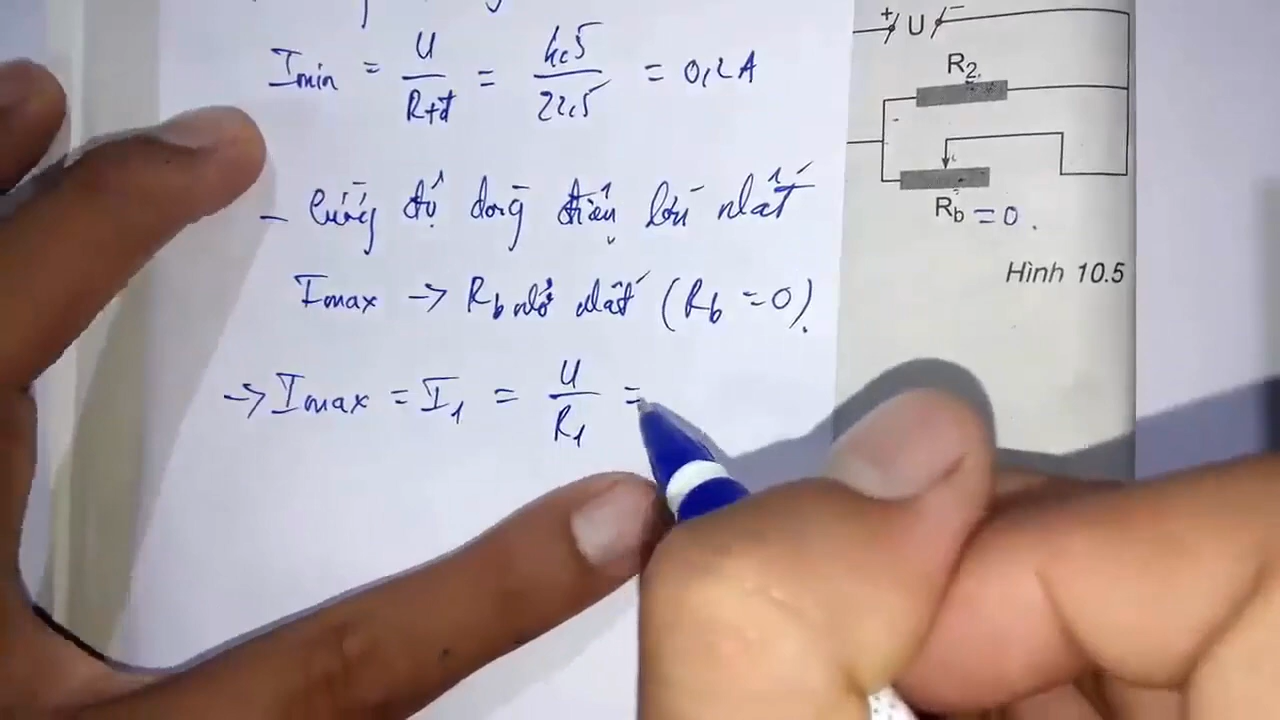 Imin = U / Rtđ = 4,5 / 22,5 = 0,2A
- Cường độ dòng điện lớn nhất
Imax → Rb nhỏ nhất (Rb = 0).
→ Imax = I1 = U / R1 =
+ U −
R2
Rb = 0.
Hình 10.5